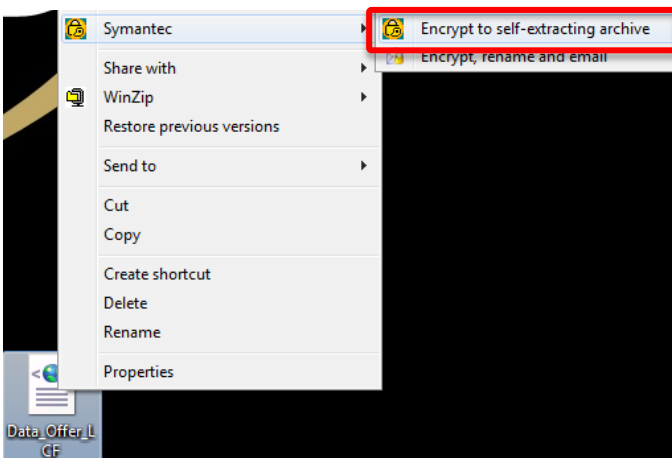 Symantec
Encrypt to self-extracting archive
Encrypt, rename and email
Share with
WinZip
Restore previous versions
Send to
Cut
Copy
Create shortcut
Delete
Rename
Properties
Data_Offer_L
CF